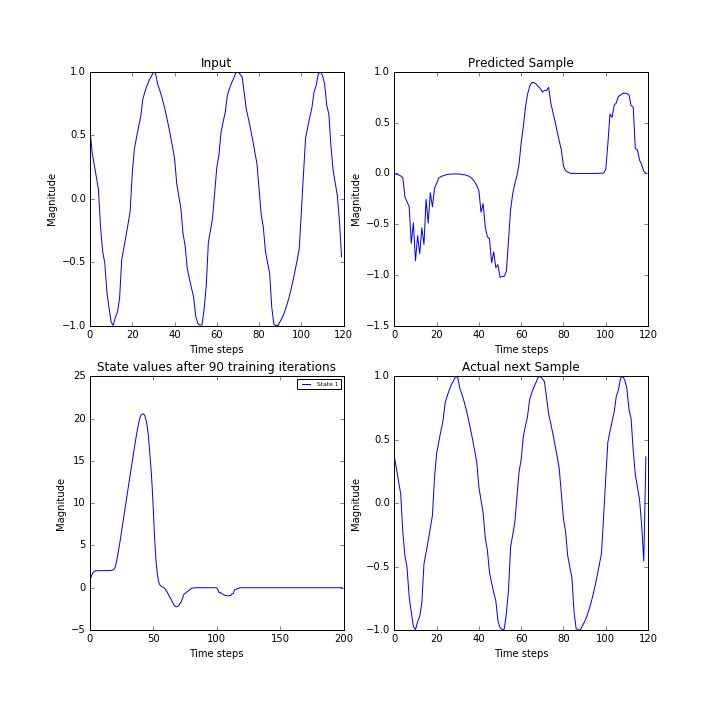 Input
Magnitude
1.0
0.5
0.0
−0.5
−1.0
0 20 40 60 80 100 120
Time steps
Predicted Sample
Magnitude
1.0
0.5
0.0
−0.5
−1.0
−1.5
0 20 40 60 80 100 120
Time steps
State values after 90 training iterations
Magnitude
25
20
15
10
5
0
−5
State 1
0 50 100 150 200
Time steps
Actual next Sample
Magnitude
1.0
0.5
0.0
−0.5
−1.0
0 20 40 60 80 100 120
Time steps